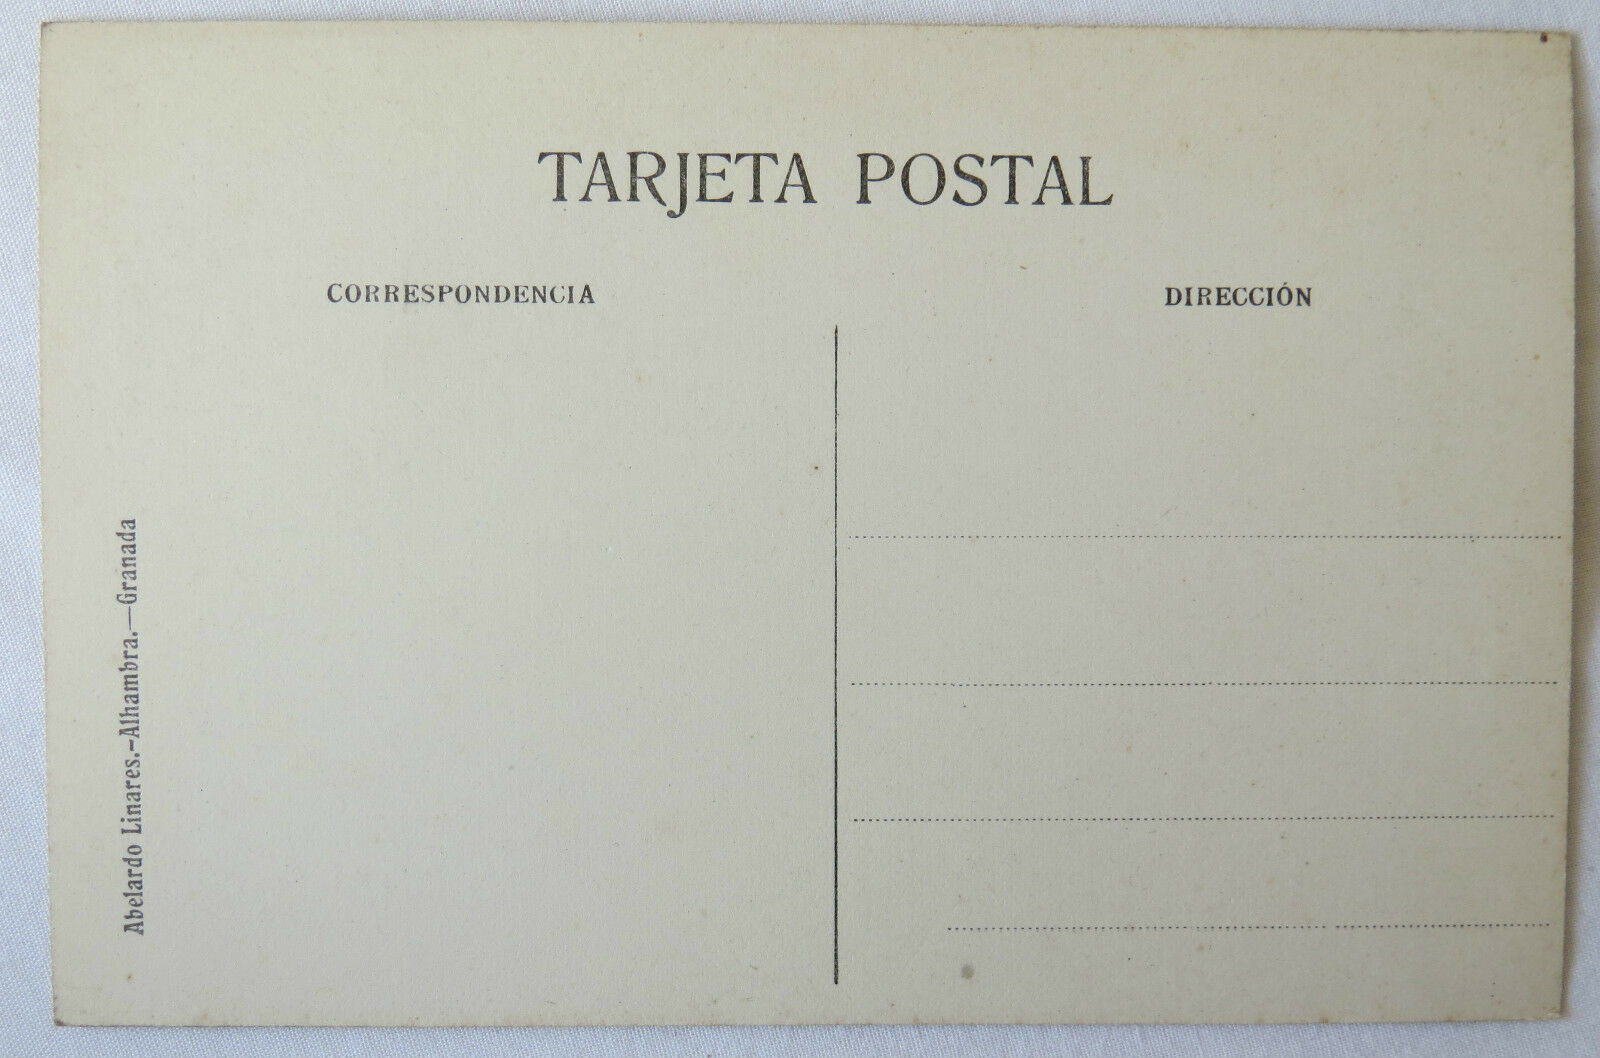 TARJETA POSTAL
CORRESPONDENCIA
DIRECCIÓN
Abelardo Linares.-Alhambra.—Granada